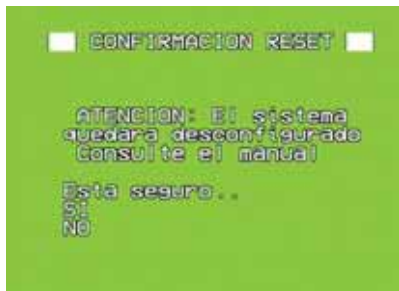 CONFIRMACION RESET
ATENCION: El sistema
quedara desconfigurado
Consulte el manual
Esta seguro..
SI
NO